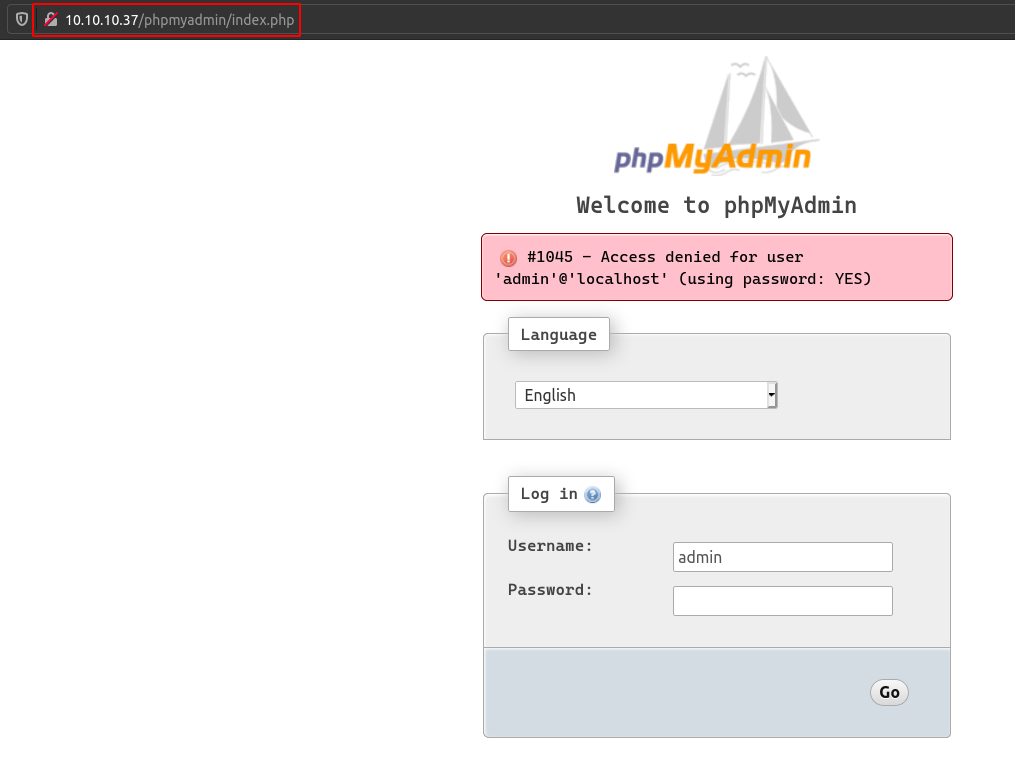 10.10.10.37/phpmyadmin/index.php
phpMyAdmin
Welcome to phpMyAdmin
#1045 - Access denied for user
'admin'@'localhost' (using password: YES)
Language
English
Log in
Username:
admin
Password:
Go